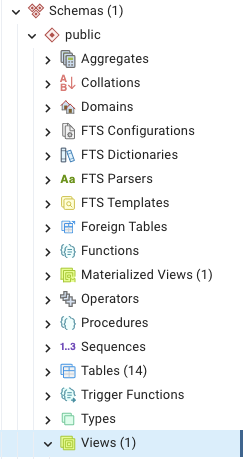 Schemas (1)
public
Aggregates
Collations
Domains
FTS Configurations
FTS Dictionaries
FTS Parsers
FTS Templates
Foreign Tables
Functions
Materialized Views (1)
Operators
Procedures
Sequences
Tables (14)
Trigger Functions
Types
Views (1)